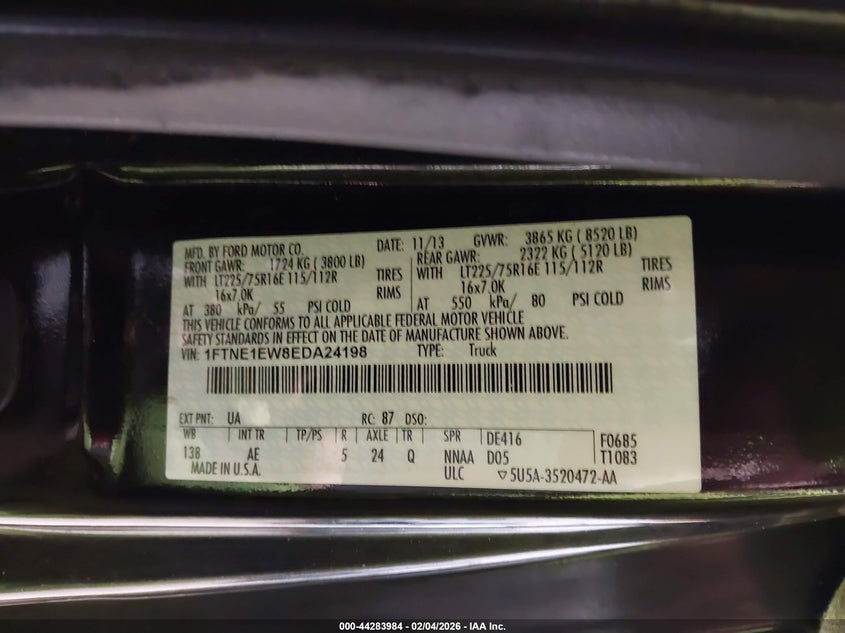 MFD. BY FORD MOTOR CO. DATE: 11/13 GVWR: 3865 KG ( 8520 LB)
FRONT GAWR: 1724 KG ( 3800 LB) REAR GAWR: 2322 KG ( 5120 LB)
WITH LT225/75R16E 115/112R TIRES WITH LT225/75R16E 115/112R TIRES
16x7.0K RIMS 16x7.0K RIMS
AT 380 kPa/ 55 PSI COLD AT 550 kPa/ 80 PSI COLD
THIS VEHICLE CONFORMS TO ALL APPLICABLE FEDERAL MOTOR VEHICLE
SAFETY STANDARDS IN EFFECT ON THE DATE OF MANUFACTURE SHOWN ABOVE.
VIN: 1FTNE1EW8EDA24198 TYPE: Truck
EXT PNT: UA RC: 87 DSO:
WB INT TR TP/PS R AXLE TR SPR DE416 F0685
138 AE 5 24 Q NNAA D05 T1083
MADE IN U.S.A. ULC ▽5U5A-3520472-AA
000-44283984 - 02/04/2026 - IAA Inc.